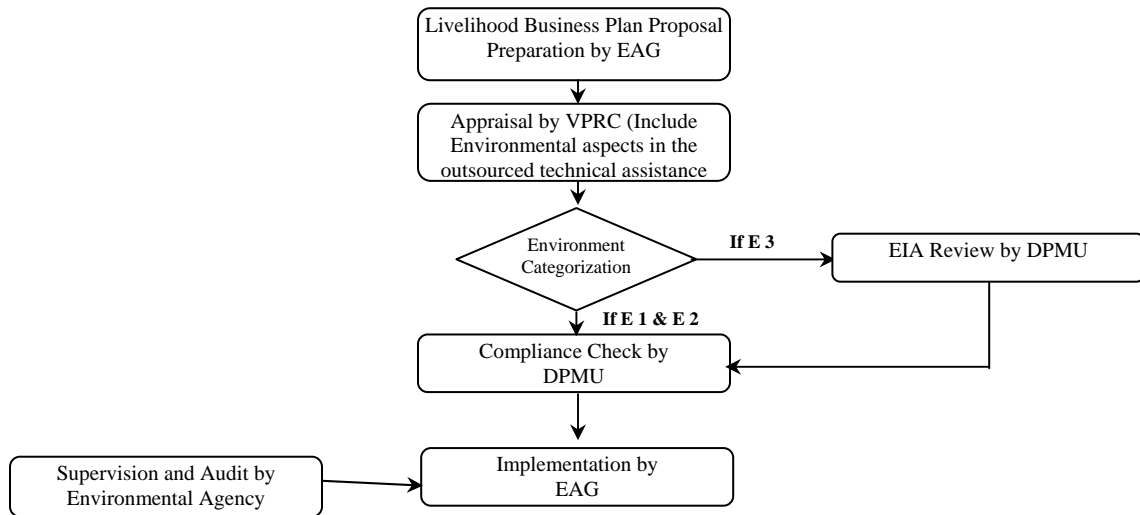 Livelihood Business Plan Proposal
Preparation by EAG
Appraisal by VPRC (Include
Environmental aspects in the
outsourced technical assistance
Environment
Categorization
If E 3
EIA Review by DPMU
If E 1 & E 2
Compliance Check by
DPMU
Supervision and Audit by
Environmental Agency
Implementation by
EAG